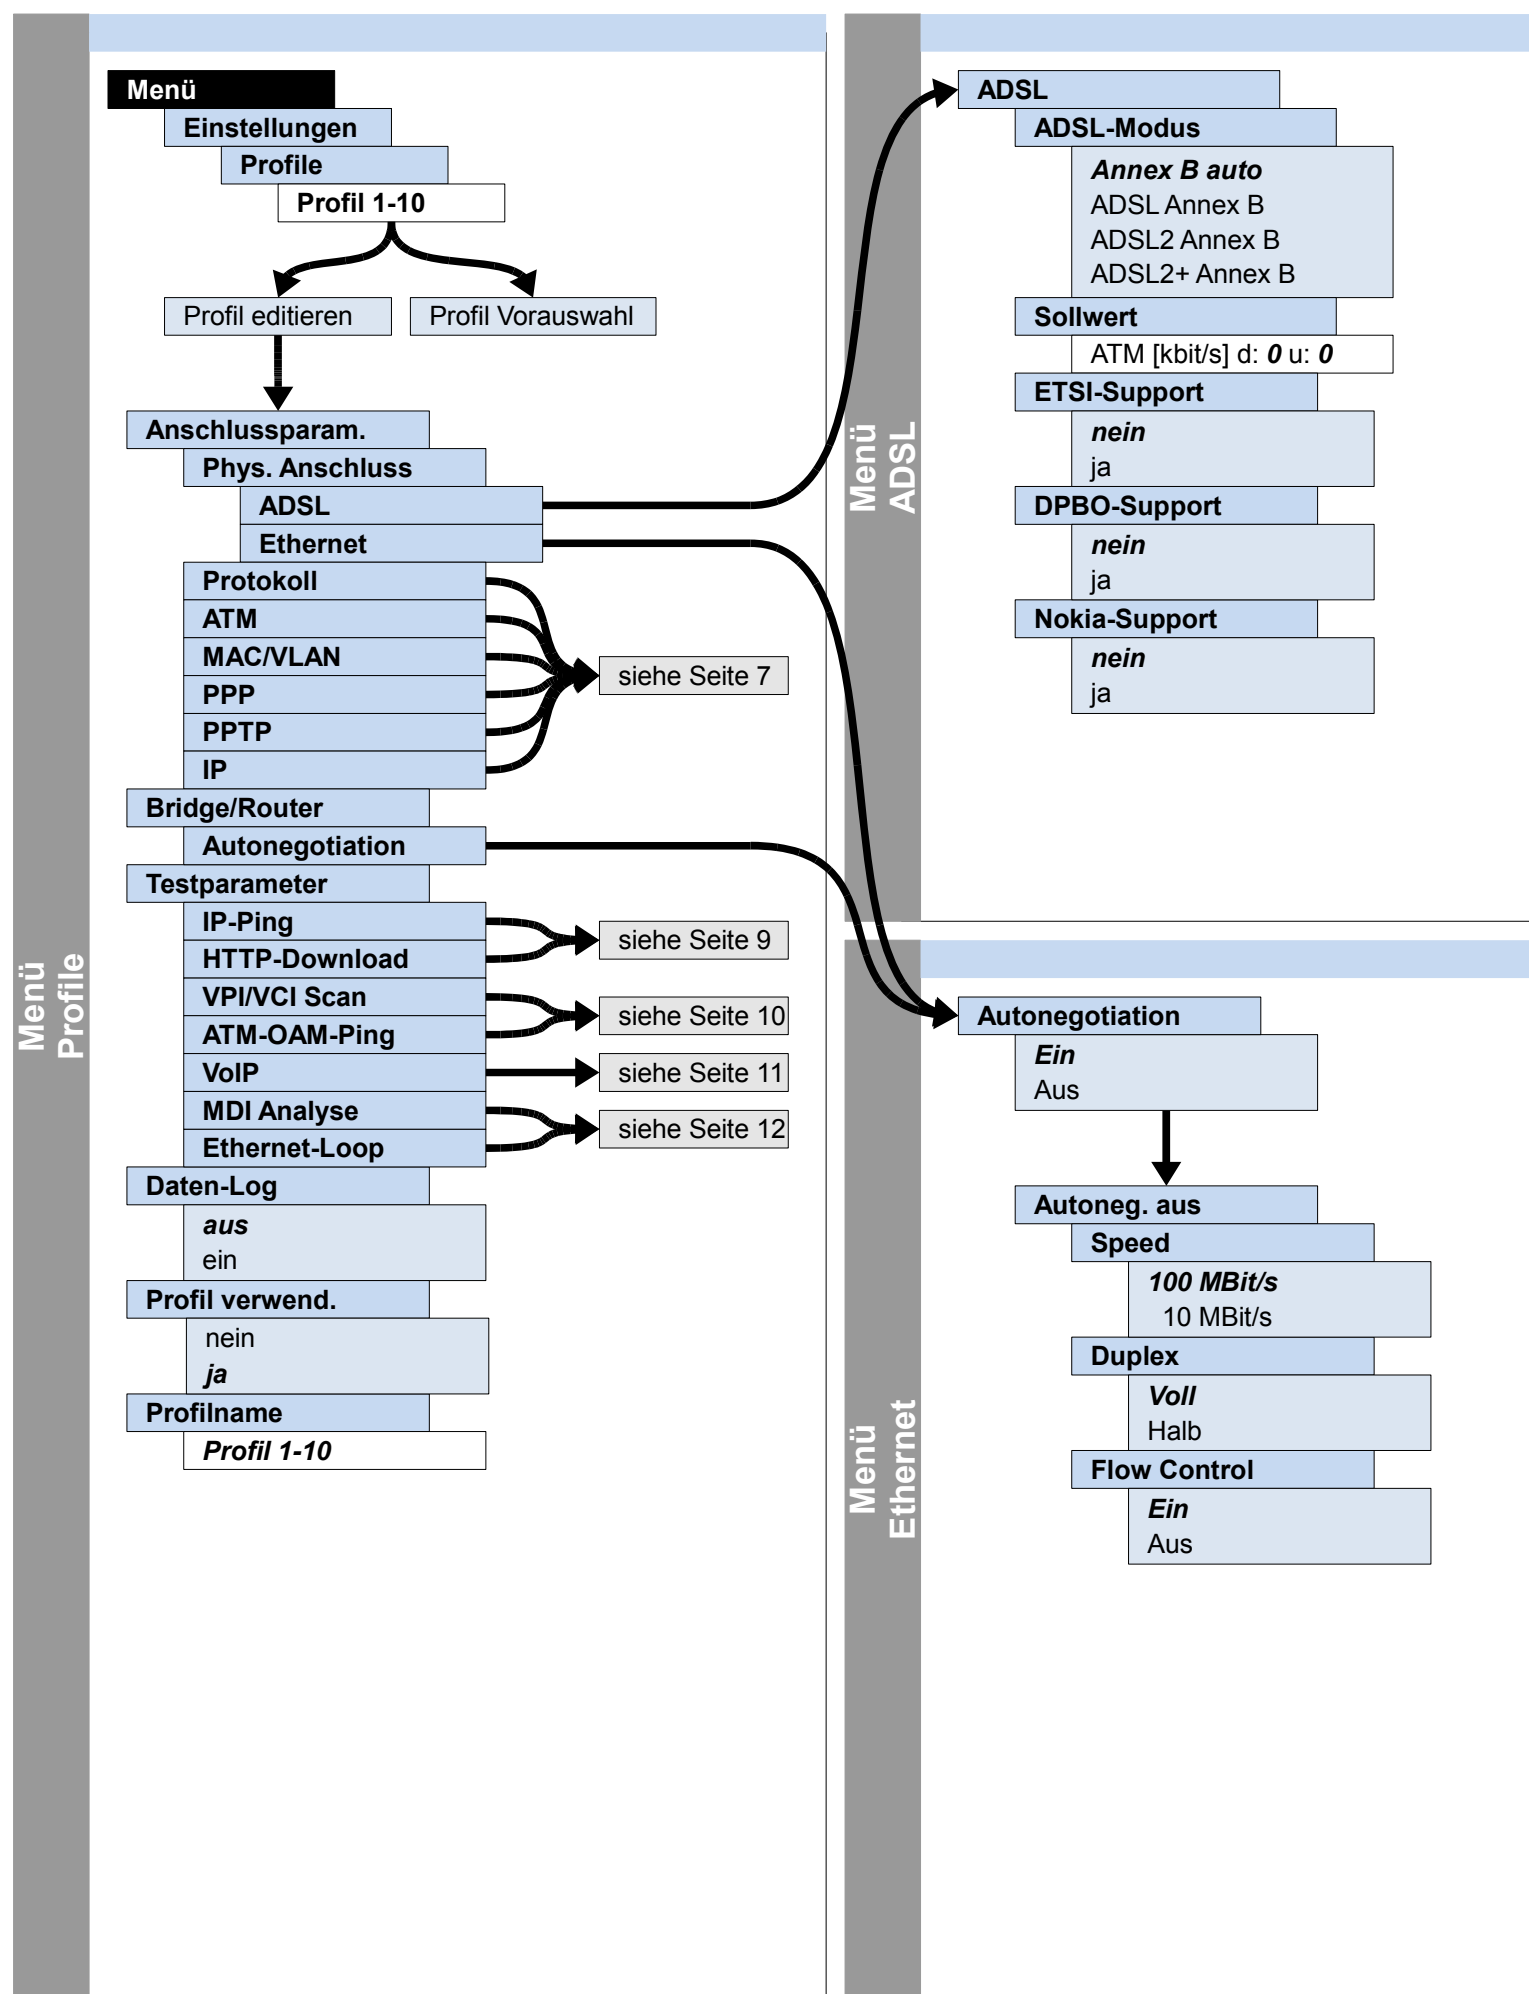 Menü
Profile
Menü
Einstellungen
Profile
Profil 1-10
Profil editieren
Profil Vorauswahl
Anschlussparam.
Phys. Anschluss
ADSL
Ethernet
Protokoll
ATM
MAC/VLAN
PPP
PPTP
IP
siehe Seite 7
Bridge/Router
Autonegotiation
Testparameter
IP-Ping
HTTP-Download
siehe Seite 9
VPI/VCI Scan
ATM-OAM-Ping
siehe Seite 10
VoIP
siehe Seite 11
MDI Analyse
Ethernet-Loop
siehe Seite 12
Daten-Log
aus
ein
Profil verwend.
nein
ja
Profilname
Profil 1-10
Menü
ADSL
ADSL
ADSL-Modus
Annex B auto
ADSL Annex B
ADSL2 Annex B
ADSL2+ Annex B
Sollwert
ATM [kbit/s] d: 0 u: 0
ETSI-Support
nein
ja
DPBO-Support
nein
ja
Nokia-Support
nein
ja
Menü
Ethernet
Autonegotiation
Ein
Aus
Autoneg. aus
Speed
100 MBit/s
10 MBit/s
Duplex
Voll
Halb
Flow Control
Ein
Aus